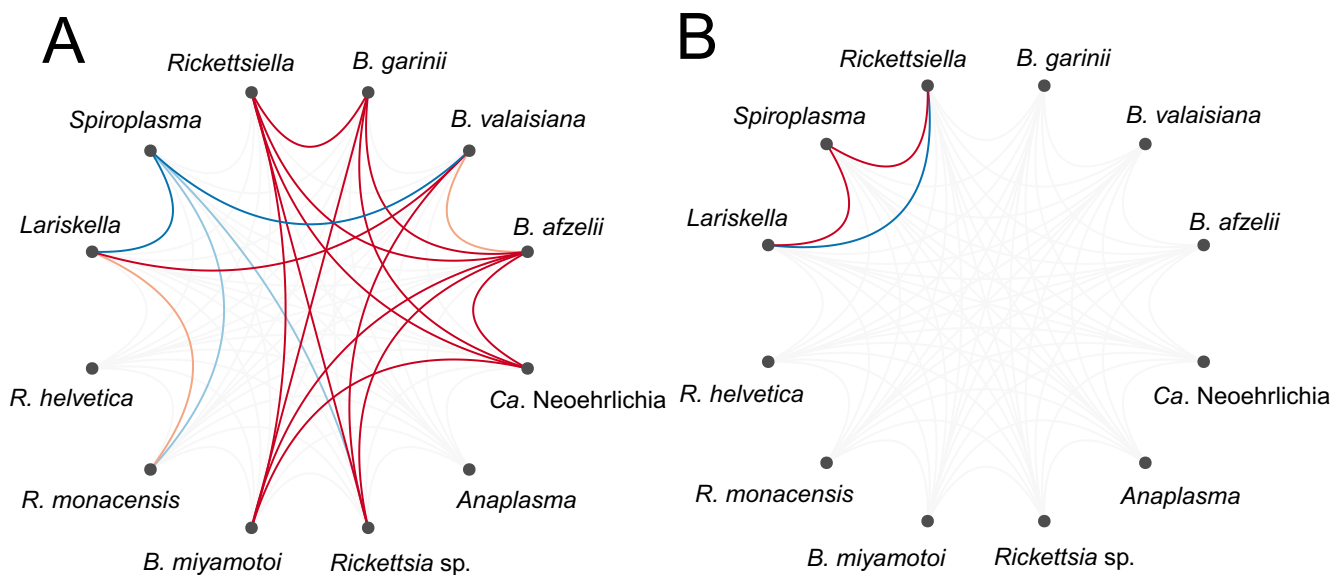 A
Rickettsiella
B. garinii
Spiroplasma
B. valaisiana
Lariskella
B. afzelii
R. helvetica
Ca. Neoehrlichia
R. monacensis
Anaplasma
B. miyamotoi
Rickettsia sp.
B
Rickettsiella
B. garinii
Spiroplasma
B. valaisiana
Lariskella
B. afzelii
R. helvetica
Ca. Neoehrlichia
R. monacensis
Anaplasma
B. miyamotoi
Rickettsia sp.